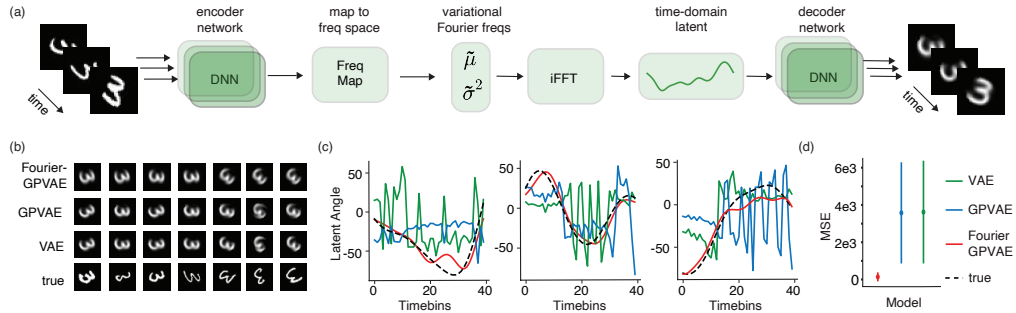 (a)
encoder
network
map to
freq space
variational
Fourier freqs
time-domain
latent
decoder
network
DNN
Freq
Map
μ̃
σ̃²
iFFT
DNN
time
time
(b)
Fourier-
GPVAE
GPVAE
VAE
true
(c)
Latent Angle
50
0
-50
0 20 40
Timebins
50
0
-50
0 20 40
Timebins
50
0
-50
0 20 40
Timebins
(d)
MSE
6e3
4e3
2e3
0
Model
VAE
GPVAE
Fourier
GPVAE
true